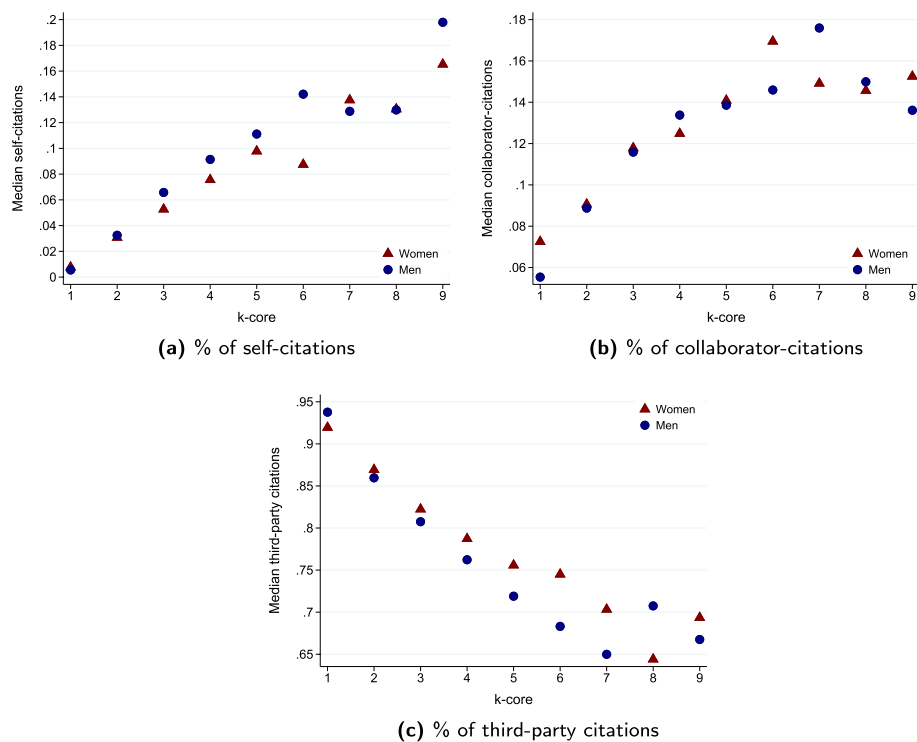 .2
.18
.16
.14
.12
.1
.08
.06
.04
.02
0
Median self-citations
Women
Men
1 2 3 4 5 6 7 8 9
k-core
(a) % of self-citations
.18
.16
.14
.12
.1
.08
.06
Median collaborator-citations
Women
Men
1 2 3 4 5 6 7 8 9
k-core
(b) % of collaborator-citations
.95
.9
.85
.8
.75
.7
.65
Median third-party citations
Women
Men
1 2 3 4 5 6 7 8 9
k-core
(c) % of third-party citations